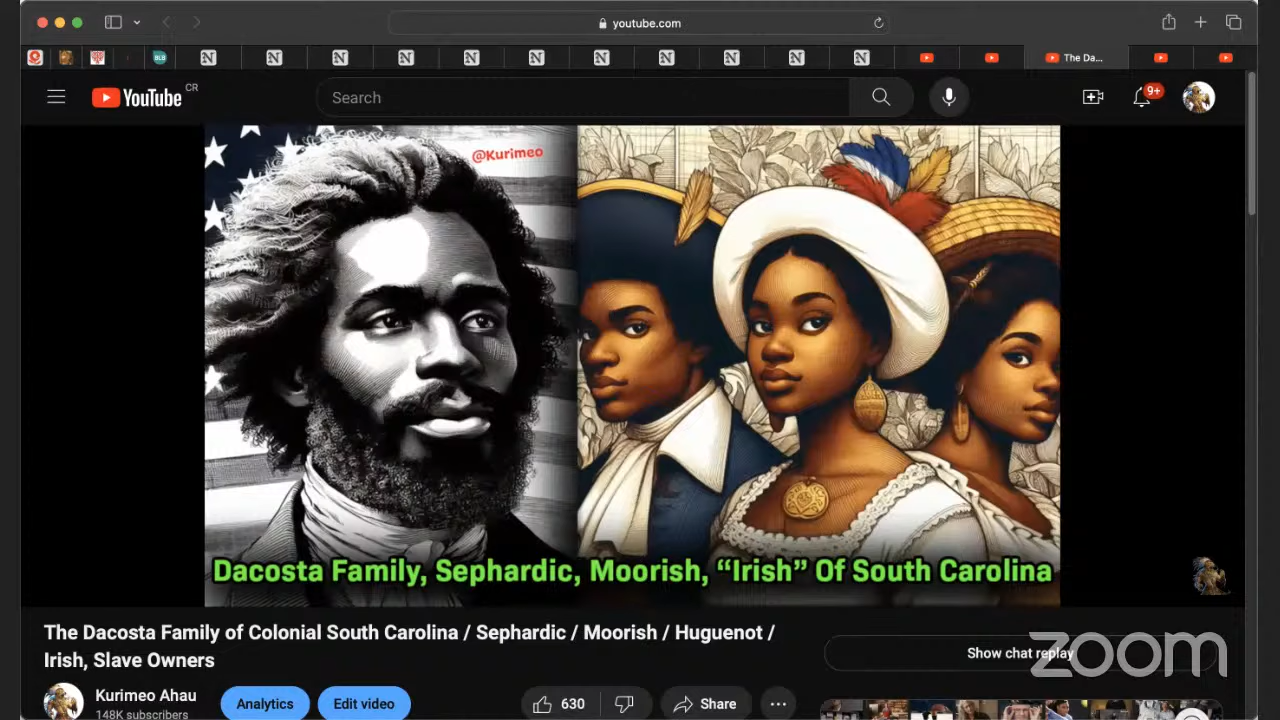 youtube.com
BLB
The Da...
YouTube CR
Search
9+
@Kurimeo
Dacosta Family, Sephardic, Moorish, “Irish” Of South Carolina
The Dacosta Family of Colonial South Carolina / Sephardic / Moorish / Huguenot /
Irish, Slave Owners
Show chat replay
zoom
Kurimeo Ahau
148K subscribers
Analytics
Edit video
630
Share